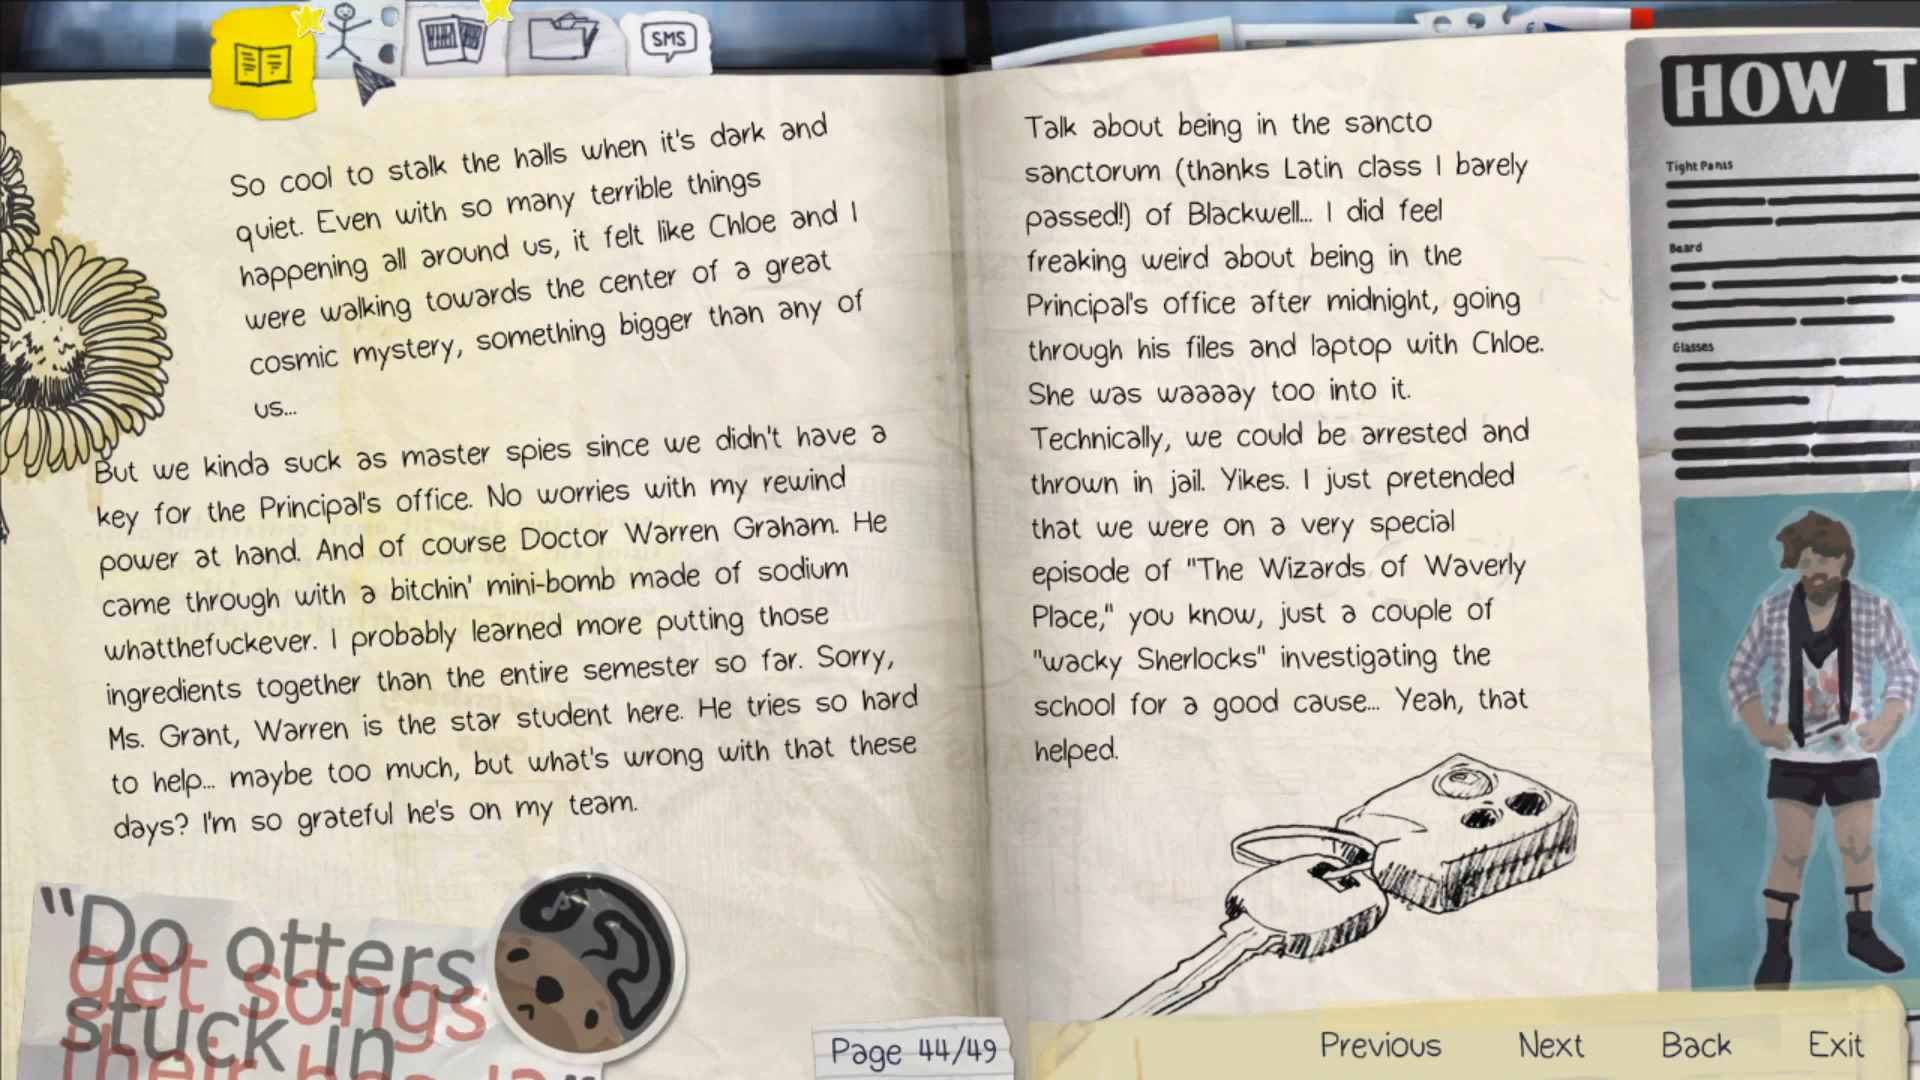 SMS
So cool to stalk the halls when it's dark and
quiet. Even with so many terrible things
happening all around us, it felt like Chloe and I
were walking towards the center of a great
cosmic mystery, something bigger than any of
us...
But we kinda suck as master spies since we didn't have a
key for the Principal's office. No worries with my rewind
power at hand. And of course Doctor Warren Graham. He
came through with a bitchin' mini-bomb made of sodium
whatthefuckever. I probably learned more putting those
ingredients together than the entire semester so far. Sorry,
Ms. Grant, Warren is the star student here. He tries so hard
to help... maybe too much, but what's wrong with that these
days? I'm so grateful he's on my team.
"Do otters
get songs
stuck in
their head?"
Talk about being in the sancto
sanctorum (thanks Latin class I barely
passed!) of Blackwell... I did feel
freaking weird about being in the
Principal's office after midnight, going
through his files and laptop with Chloe.
She was waaaay too into it.
Technically, we could be arrested and
thrown in jail. Yikes. I just pretended
that we were on a very special
episode of "The Wizards of Waverly
Place," you know, just a couple of
"wacky Sherlocks" investigating the
school for a good cause... Yeah, that
helped.
HOW T
Tight Pants
Beard
Glasses
Page 44/49
Previous
Next
Back
Exit